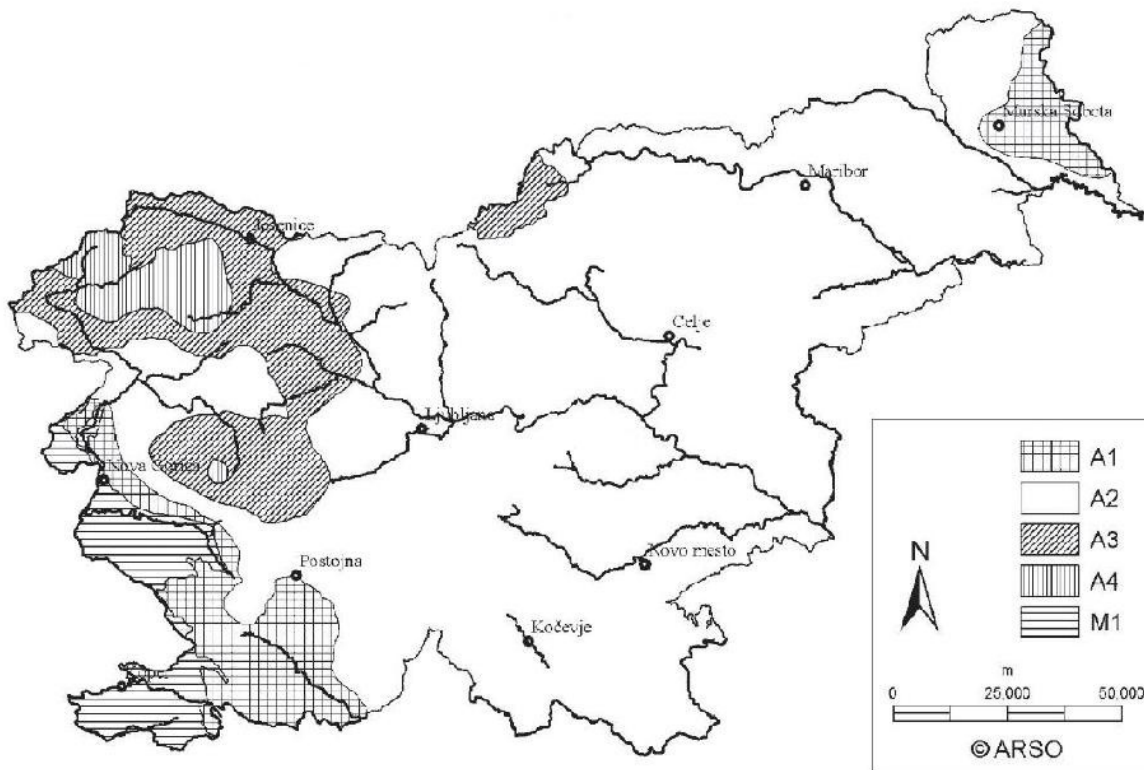 Murska Sobota
Maribor
Jesenice
Celje
Ljubljana
Nova Gorica
Postojna
Novo mesto
Kočevje
A1
A2
A3
A4
M1
N
m
0 25.000 50.000
© ARSO